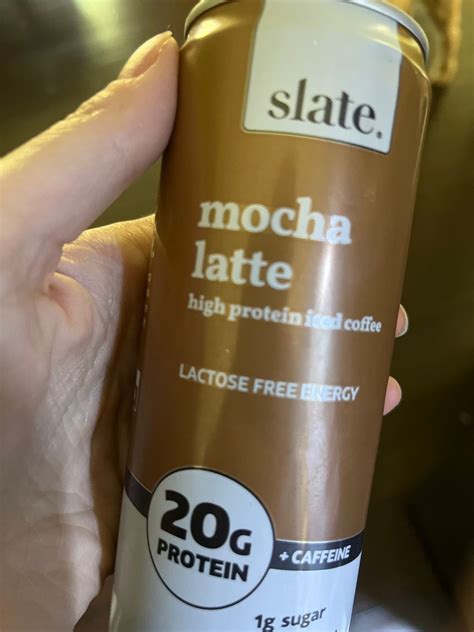 slate.
mocha
latte
high protein iced coffee
LACTOSE FREE ENERGY
20G
PROTEIN
+ CAFFEINE
1g sugar